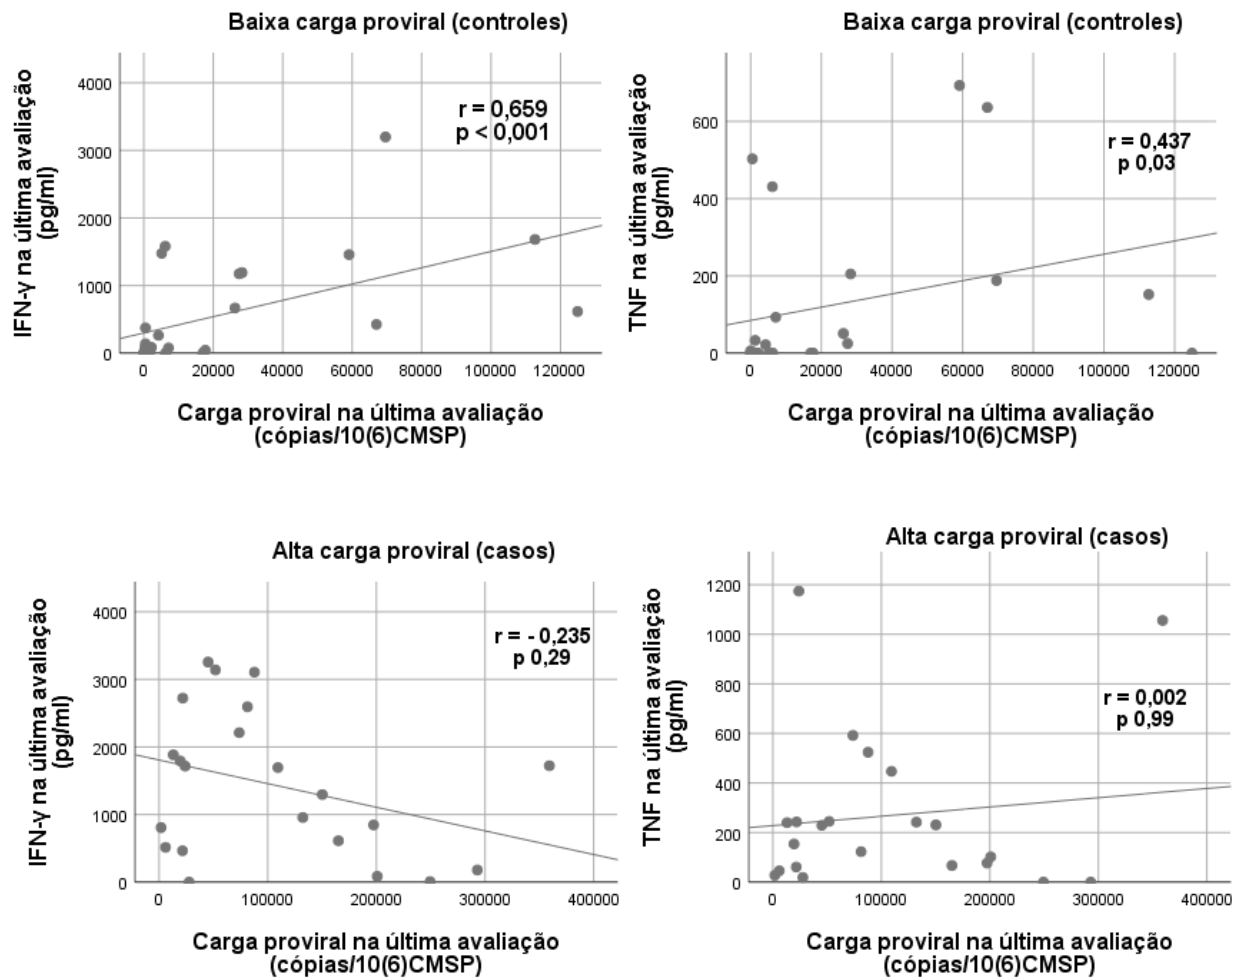 Baixa carga proviral (controles)
IFN-γ na última avaliação
(pg/ml)
4000
3000
2000
1000
0
r = 0,659
p < 0,001
0
20000
40000
60000
80000
100000
120000
Carga proviral na última avaliação
(cópias/10(6)CMSP)
Baixa carga proviral (controles)
TNF na última avaliação
(pg/ml)
600
400
200
0
r = 0,437
p 0,03
0
20000
40000
60000
80000
100000
120000
Carga proviral na última avaliação
(cópias/10(6)CMSP)
Alta carga proviral (casos)
IFN-γ na última avaliação
(pg/ml)
4000
3000
2000
1000
0
r = - 0,235
p 0,29
0
100000
200000
300000
400000
Carga proviral na última avaliação
(cópias/10(6)CMSP)
Alta carga proviral (casos)
TNF na última avaliação
(pg/ml)
1200
1000
800
600
400
200
0
r = 0,002
p 0,99
0
100000
200000
300000
400000
Carga proviral na última avaliação
(cópias/10(6)CMSP)